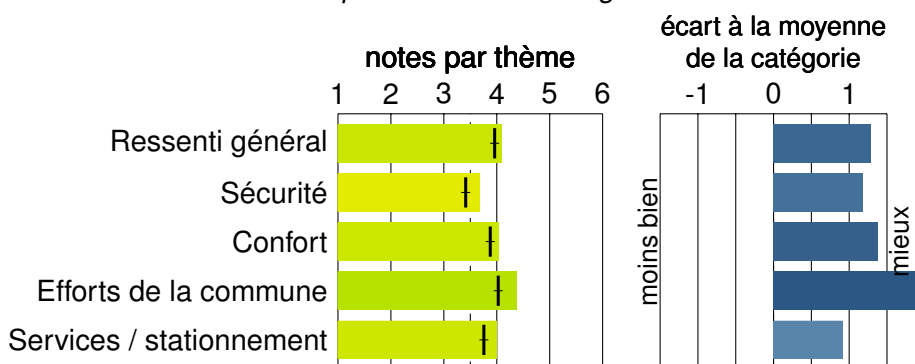 écart à la moyenne
de la catégorie
notes par thème
1 2 3 4 5 6
-1 0 1
Ressenti général
Sécurité
Confort
Efforts de la commune
Services / stationnement
moins bien
mieux